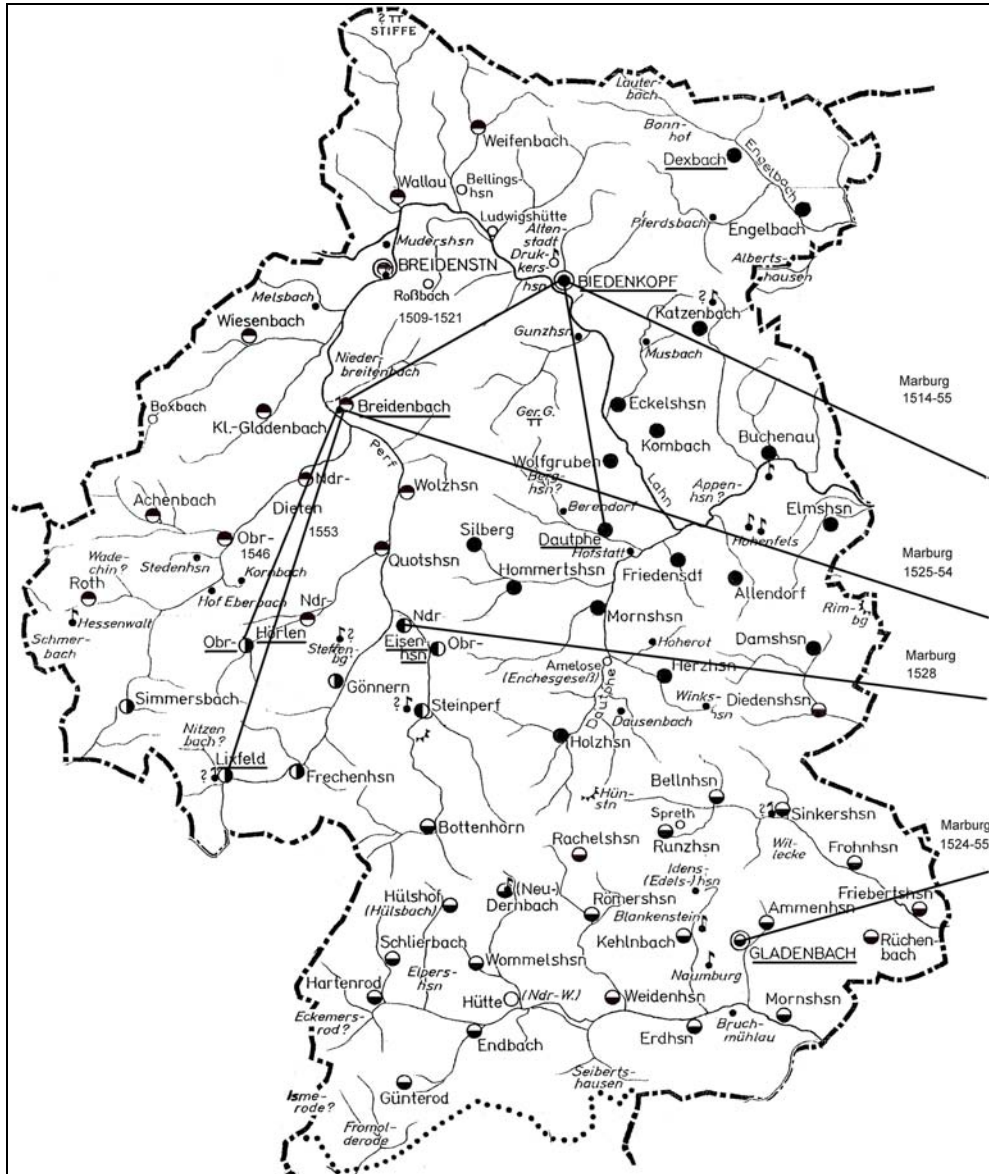 ? TT
STIFFE
Lauter-
bach
Bonn-
hof
Weifenbach
Dexbach
Engelbach
Bellings-
hsn
Wallau
Ludwigshütte
Alten-
stadt
Pferdsbach
Engelbach
Mudershsn
Druk-
kers-
hsn
Alberts-
hausen
BREIDENSTN
BIEDENKOPF
Melsbach
Roßbach
1509-1521
?
Katzenbach
Wiesenbach
Gunzhsn
Musbach
Nieder-
breitenbach
Marburg
1514-55
Boxbach
Breidenbach
Eckelshsn
Kl.-Gladenbach
Ger. G.
TT
Kombach
Buchenau
Perf
Wolfgruben
Berg-
hsn?
Lahn
Appen-
hsn?
Ndr-
Dieten
Wolzhsn
Achenbach
1553
Berendorf
Elmshsn
Silberg
Dautphe
Hohenfels
Obr-
1546
Hofstatt
Wade-
chin?
Stedenhsn
Kornbach
Quotshsn
Hommertshsn
Friedensdf
Marburg
1525-54
Roth
Hof Eberbach
Allendorf
Ndr-
Hörlen
Obr-
Hessenwalt
Schmer-
bach
?
Steffen-
bg
Ndr-
Eisen-
hsn
Obr-
Mornshsn
Rim-
bg
Hoherot
Damshsn
Amelose
(Enchesgeseß)
Herzhsn
Marburg
1528
Simmersbach
Gönnern
Winks-
hsn
Diedenshsn
?
Steinperf
Dautphe
Dausenbach
Nitzen
bach?
Holzhsn
?
Lixfeld
Frechenhsn
Bellnhsn
Hün-
stn
Spreth
?
Sinkershsn
Bottenhorn
Runzhsn
Marburg
1524-55
Rachelshsn
Wil-
lecke
Frohnhsn
Idens-
(Edels-)hsn
Hülshof
(Hülsbach)
(Neu-)
Dernbach
Römershsn
Friebertshsn
Blankenstein
Ammenhsn
Kehlnbach
GLADENBACH
Rüchen-
bach
Schlierbach
Wommelshsn
Elpers-
hsn
Naumburg
Hartenrod
Hütte
(Ndr-W.)
Weidenhsn
Mornshsn
Eckemers-
rod?
Endbach
Erdhsn
Bruch-
mühlau
Seiberts-
hausen
Günterod
Isme-
rode?
Fromol-
derode